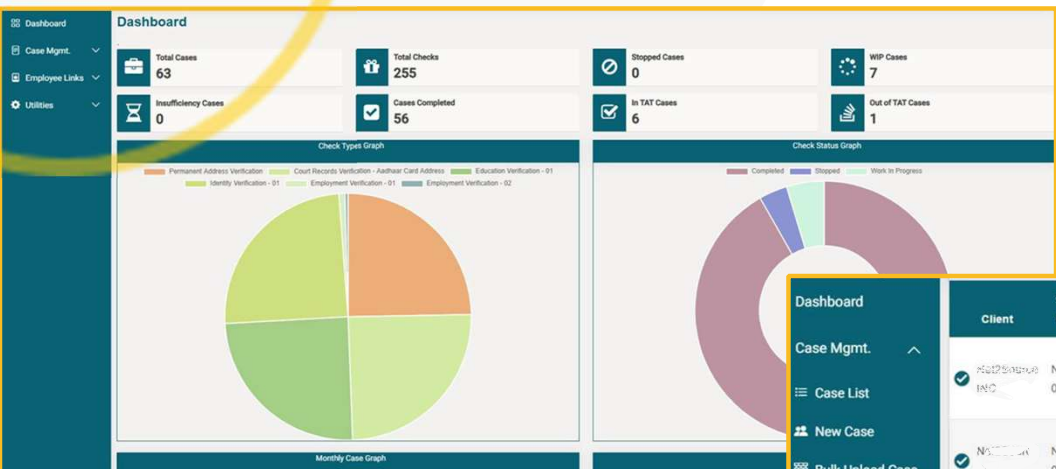 Dashboard
Case Mgmt.
Employee Links
Utilities
Dashboard
Total Cases
63
Total Checks
255
Stopped Cases
0
WIP Cases
7
Insufficiency Cases
0
Cases Completed
56
In TAT Cases
6
Out of TAT Cases
1
Check Types Graph
Permanent Address Verification Court Records Verification - Aadhaar Card Address Education Verification - 01
Identity Verification - 01 Employment Verification - 01 Employment Verification - 02
Check Status Graph
Completed Stopped Work In Progress
Monthly Case Graph
Dashboard
Case Mgmt.
Case List
New Case
Bulk Upload Case
Client